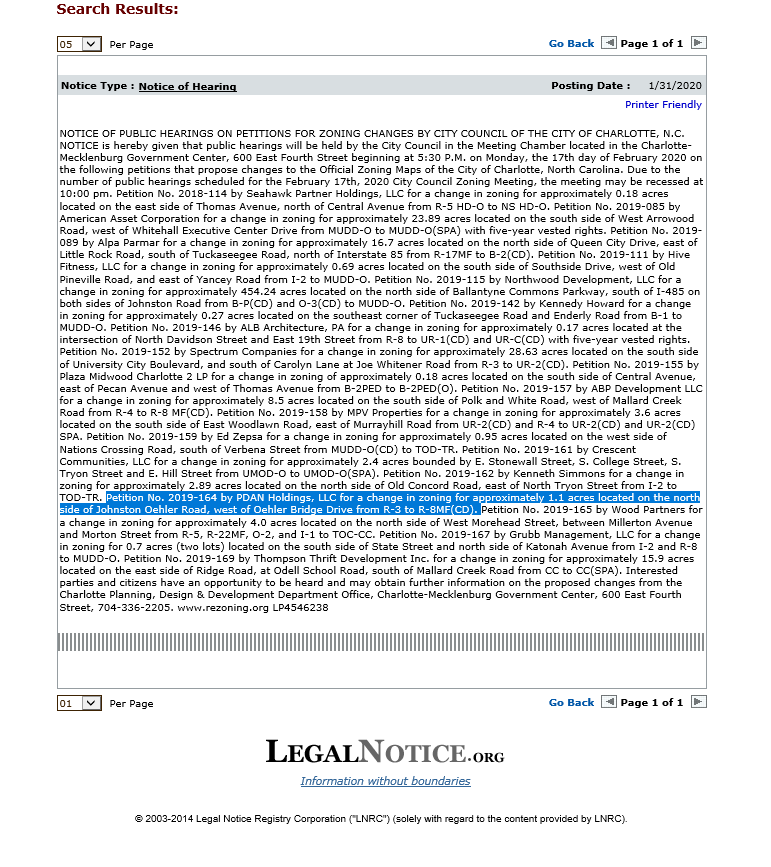 Search Results:
05 Per Page Go Back Page 1 of 1
Notice Type : Notice of Hearing Posting Date : 1/31/2020
Printer Friendly
NOTICE OF PUBLIC HEARINGS ON PETITIONS FOR ZONING CHANGES BY CITY COUNCIL OF THE CITY OF CHARLOTTE, N.C.
NOTICE is hereby given that public hearings will be held by the City Council in the Meeting Chamber located in the Charlotte-
Mecklenburg Government Center, 600 East Fourth Street beginning at 5:30 P.M. on Monday, the 17th day of February 2020 on
the following petitions that propose changes to the Official Zoning Maps of the City of Charlotte, North Carolina. Due to the
number of public hearings scheduled for the February 17th, 2020 City Council Zoning Meeting, the meeting may be recessed at
10:00 pm. Petition No. 2018-114 by Seahawk Partner Holdings, LLC for a change in zoning for approximately 0.18 acres
located on the east side of Thomas Avenue, north of Central Avenue from R-5 HD-O to NS HD-O. Petition No. 2019-085 by
American Asset Corporation for a change in zoning for approximately 23.89 acres located on the south side of West Arrowood
Road, west of Whitehall Executive Center Drive from MUDD-O to MUDD-O(SPA) with five-year vested rights. Petition No. 2019-
089 by Alpa Parmar for a change in zoning for approximately 16.7 acres located on the north side of Queen City Drive, east of
Little Rock Road, south of Tuckaseegee Road, north of Interstate 85 from R-17MF to B-2(CD). Petition No. 2019-111 by Hive
Fitness, LLC for a change in zoning for approximately 0.69 acres located on the south side of Southside Drive, west of Old
Pineville Road, and east of Yancey Road from I-2 to MUDD-O. Petition No. 2019-115 by Northwood Development, LLC for a
change in zoning for approximately 454.24 acres located on the north side of Ballantyne Commons Parkway, south of I-485 on
both sides of Johnston Road from B-P(CD) and O-3(CD) to MUDD-O. Petition No. 2019-142 by Kennedy Howard for a change
in zoning for approximately 0.27 acres located on the southeast corner of Tuckaseegee Road and Enderly Road from B-1 to
MUDD-O. Petition No. 2019-146 by ALB Architecture, PA for a change in zoning for approximately 0.17 acres located at the
intersection of North Davidson Street and East 19th Street from R-8 to UR-1(CD) and UR-C(CD) with five-year vested rights.
Petition No. 2019-152 by Spectrum Companies for a change in zoning for approximately 28.63 acres located on the south side
of University City Boulevard, and south of Carolyn Lane at Joe Whitener Road from R-3 to UR-2(CD). Petition No. 2019-155 by
Plaza Midwood Charlotte 2 LP for a change in zoning of approximately 0.18 acres located on the south side of Central Avenue,
east of Pecan Avenue and west of Thomas Avenue from B-2PED to B-2PED(O). Petition No. 2019-157 by ABP Development LLC
for a change in zoning for approximately 8.5 acres located on the south side of Polk and White Road, west of Mallard Creek
Road from R-4 to R-8 MF(CD). Petition No. 2019-158 by MPV Properties for a change in zoning for approximately 3.6 acres
located on the south side of East Woodlawn Road, east of Murrayhill Road from UR-2(CD) and R-4 to UR-2(CD) and UR-2(CD)
SPA. Petition No. 2019-159 by Ed Zepsa for a change in zoning for approximately 0.95 acres located on the west side of
Nations Crossing Road, south of Verbena Street from MUDD-O(CD) to TOD-TR. Petition No. 2019-161 by Crescent
Communities, LLC for a change in zoning for approximately 2.4 acres bounded by E. Stonewall Street, S. College Street, S.
Tryon Street and E. Hill Street from UMOD-O to UMOD-O(SPA). Petition No. 2019-162 by Kenneth Simmons for a change in
zoning for approximately 2.89 acres located on the north side of Old Concord Road, east of North Tryon Street from I-2 to
TOD-TR. Petition No. 2019-164 by PDAN Holdings, LLC for a change in zoning for approximately 1.1 acres located on the north
side of Johnston Oehler Road, west of Oehler Bridge Drive from R-3 to R-8MF(CD). Petition No. 2019-165 by Wood Partners for
a change in zoning for approximately 4.0 acres located on the north side of West Morehead Street, between Millerton Avenue
and Morton Street from R-5, R-22MF, O-2, and I-1 to TOC-CC. Petition No. 2019-167 by Grubb Management, LLC for a change
in zoning for 0.7 acres (two lots) located on the south side of State Street and north side of Katonah Avenue from I-2 and R-8
to MUDD-O. Petition No. 2019-169 by Thompson Thrift Development Inc. for a change in zoning for approximately 15.9 acres
located on the east side of Ridge Road, at Odell School Road, south of Mallard Creek Road from CC to CC(SPA). Interested
parties and citizens have an opportunity to be heard and may obtain further information on the proposed changes from the
Charlotte Planning, Design & Development Department Office, Charlotte-Mecklenburg Government Center, 600 East Fourth
Street, 704-336-2205. www.rezoning.org LP4546238
01 Per Page Go Back Page 1 of 1
LEGALNOTICE.ORG
Information without boundaries
© 2003-2014 Legal Notice Registry Corporation ("LNRC") (solely with regard to the content provided by LNRC).